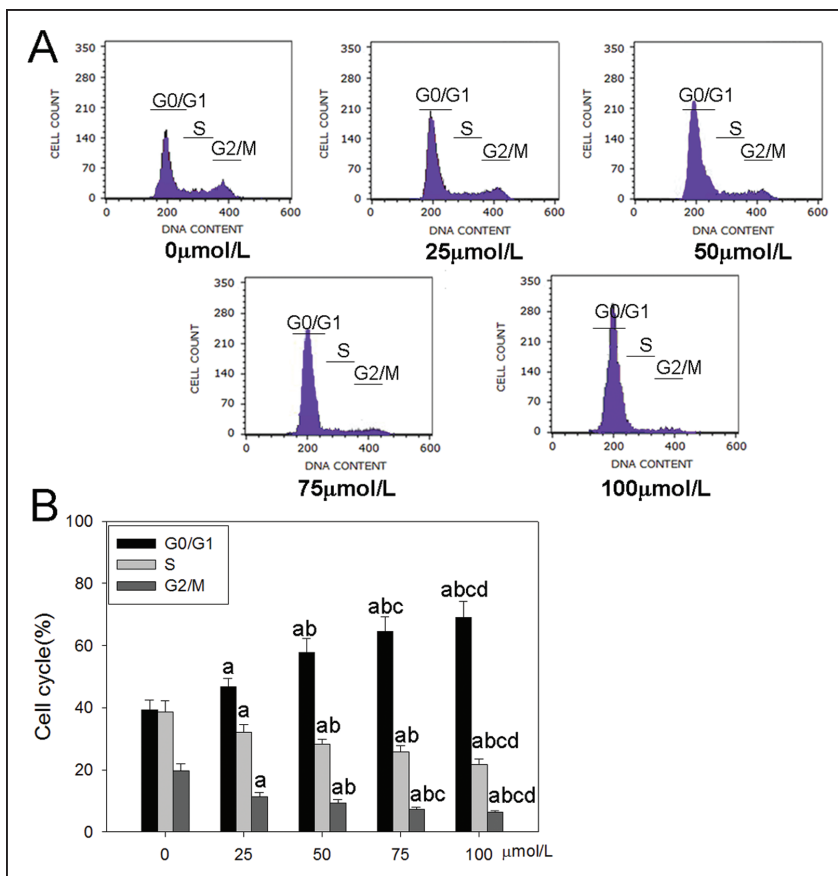 A
350
280
210
140
70
0
CELL COUNT
G0/G1
S
G2/M
0 200 400 600
DNA CONTENT
0μmol/L
350
280
210
140
70
0
CELL COUNT
G0/G1
S
G2/M
0 200 400 600
DNA CONTENT
25μmol/L
350
280
210
140
70
0
CELL COUNT
G0/G1
S
G2/M
0 200 400 600
DNA CONTENT
50μmol/L
350
280
210
140
70
0
CELL COUNT
G0/G1
S
G2/M
0 200 400 600
DNA CONTENT
75μmol/L
350
280
210
140
70
0
CELL COUNT
G0/G1
S
G2/M
0 200 400 600
DNA CONTENT
100μmol/L
B
100
80
60
40
20
0
Cell cycle(%)
G0/G1
S
G2/M
a
a
a
ab
ab
ab
abc
ab
abc
abcd
abcd
abcd
0 25 50 75 100 μmol/L